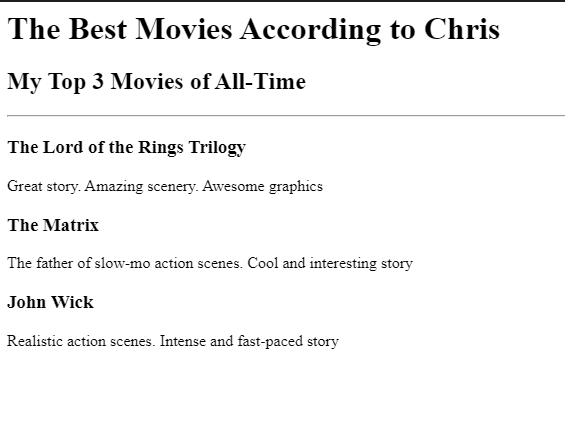 The Best Movies According to Chris
My Top 3 Movies of All-Time
The Lord of the Rings Trilogy
Great story. Amazing scenery. Awesome graphics
The Matrix
The father of slow-mo action scenes. Cool and interesting story
John Wick
Realistic action scenes. Intense and fast-paced story